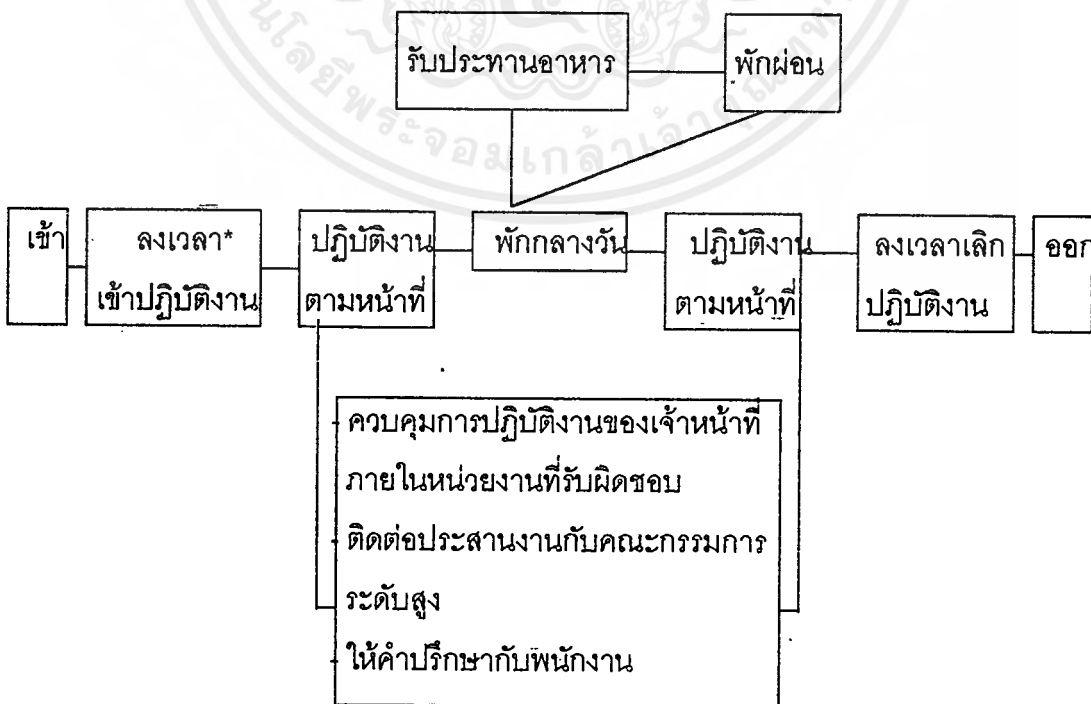 รับประทานอาหาร
พักผ่อน
เข้า
ลงเวลา*
เข้าปฏิบัติงาน
ปฏิบัติงาน
ตามหน้าที่
พักกลางวัน
ปฏิบัติงาน
ตามหน้าที่
ลงเวลาเลิก
ปฏิบัติงาน
ออก
- ควบคุมการปฏิบัติงานของเจ้าหน้าที่
ภายในหน่วยงานที่รับผิดชอบ
- ติดต่อประสานงานกับคณะกรรมการ
ระดับสูง
- ให้คำปรึกษากับพนักงาน